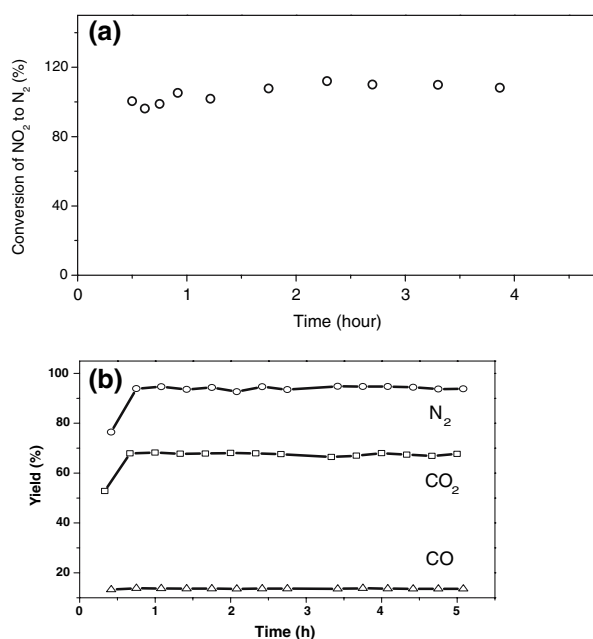 (a)
Conversion of NO₂ to N₂ (%)
120
80
40
0
0 1 2 3 4
Time (hour)
(b)
Yield (%)
100
80
60
40
20
N₂
CO₂
CO
0 1 2 3 4 5
Time (h)